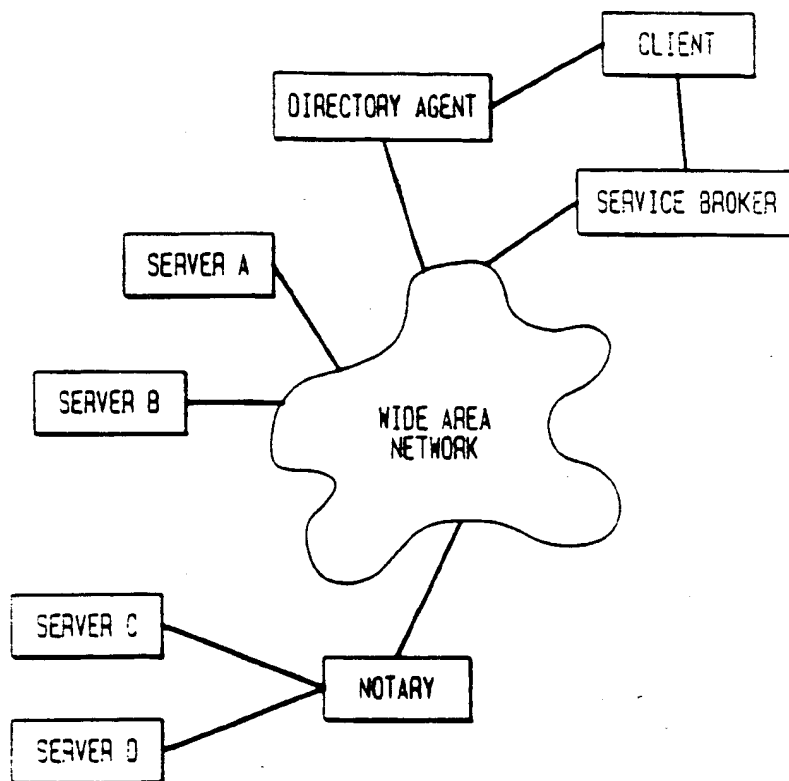 CLIENT
DIRECTORY AGENT
SERVICE BROKER
SERVER A
SERVER B
WIDE AREA
NETWORK
SERVER C
NOTARY
SERVER D